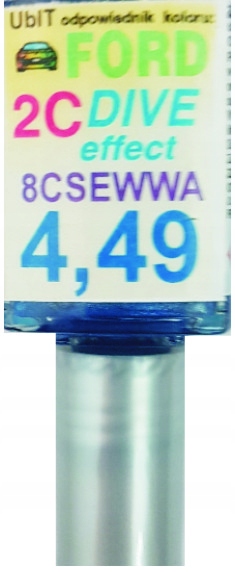 UbIT odpowiednik koloru:
FORD
2C DIVE
effect
8CSEWWA
4,49